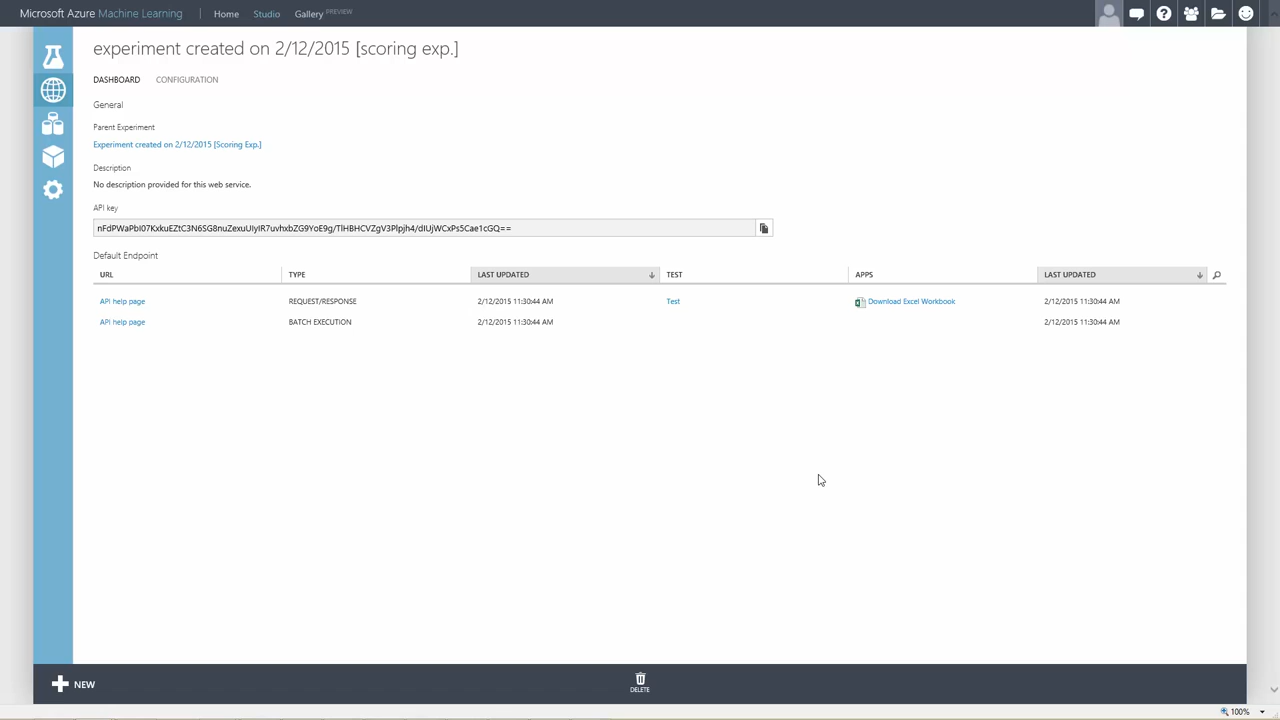 Microsoft Azure Machine Learning Home Studio Gallery PREVIEW
experiment created on 2/12/2015 [scoring exp.]
DASHBOARD CONFIGURATION
General
Parent Experiment
Experiment created on 2/12/2015 [Scoring Exp.]
Description
No description provided for this web service.
API key
nFdPWaPbI07KxkuEZtC3N6SG8nuZexuUIyIR7uvhxbZG9YoE9g/TlHBHCVZgV3Plpjh4/dIUjWCxPs5Cae1cGQ==
Default Endpoint
URL TYPE LAST UPDATED TEST APPS LAST UPDATED
API help page REQUEST/RESPONSE 2/12/2015 11:30:44 AM Test Download Excel Workbook 2/12/2015 11:30:44 AM
API help page BATCH EXECUTION 2/12/2015 11:30:44 AM 2/12/2015 11:30:44 AM
NEW DELETE
100%